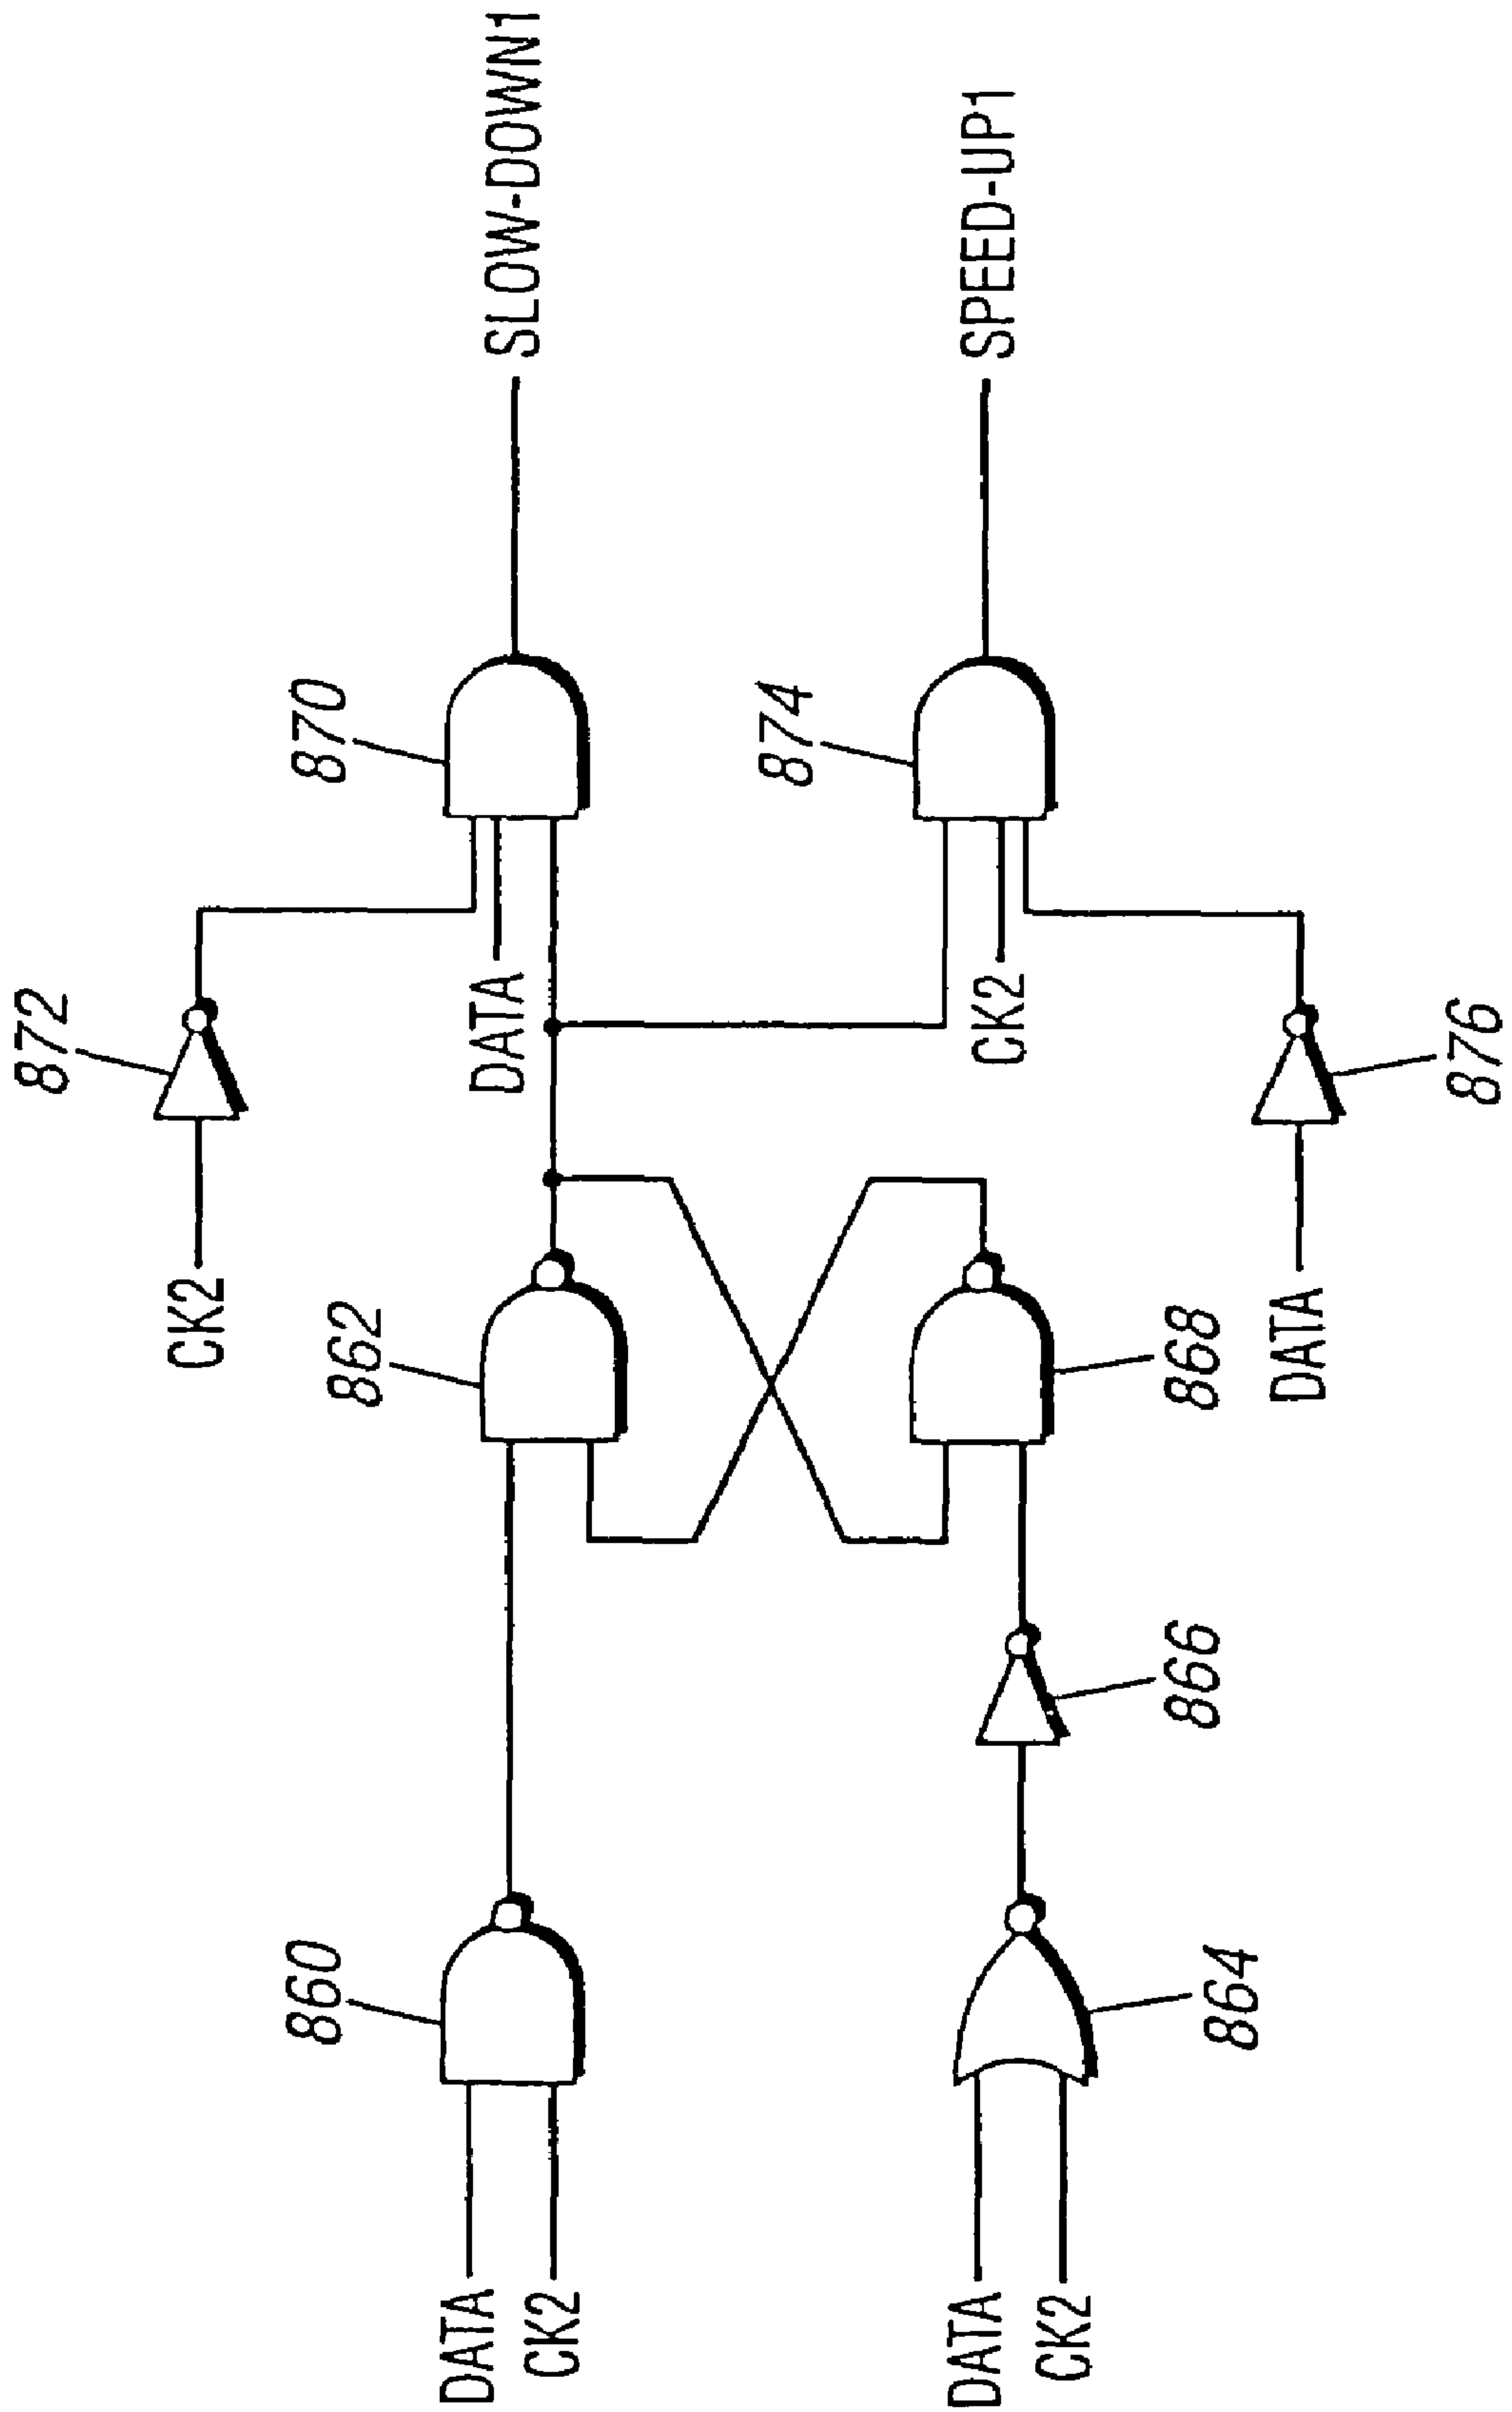 872
CK2
870
SLOW-DOWN1
DATA
862
860
DATA
CK2
874
SPEED-UP1
CK2
868
866
864
DATA
CK2
876
DATA